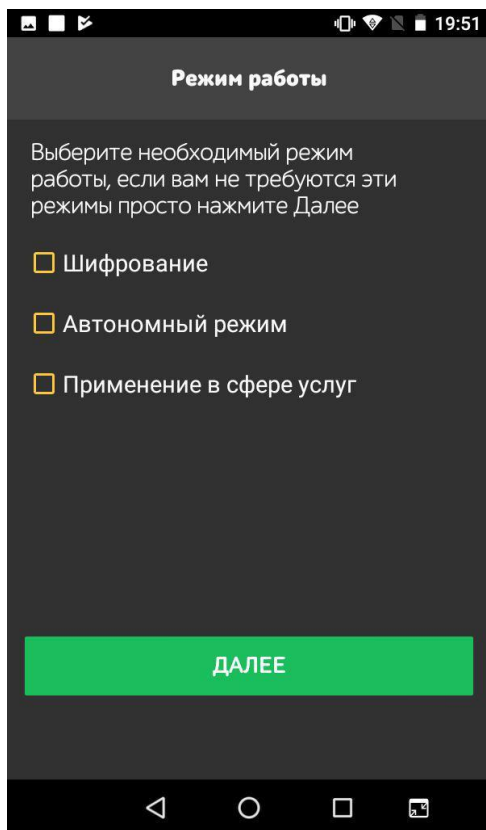 19:51
Режим работы
Выберите необходимый режим
работы, если вам не требуются эти
режимы просто нажмите Далее
Шифрование
Автономный режим
Применение в сфере услуг
ДАЛЕЕ